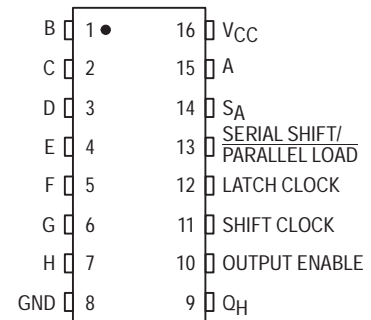 B 1 16 VCC
C 2 15 A
D 3 14 SA
E 4 13 SERIAL SHIFT/
PARALLEL LOAD
F 5 12 LATCH CLOCK
G 6 11 SHIFT CLOCK
H 7 10 OUTPUT ENABLE
GND 8 9 QH